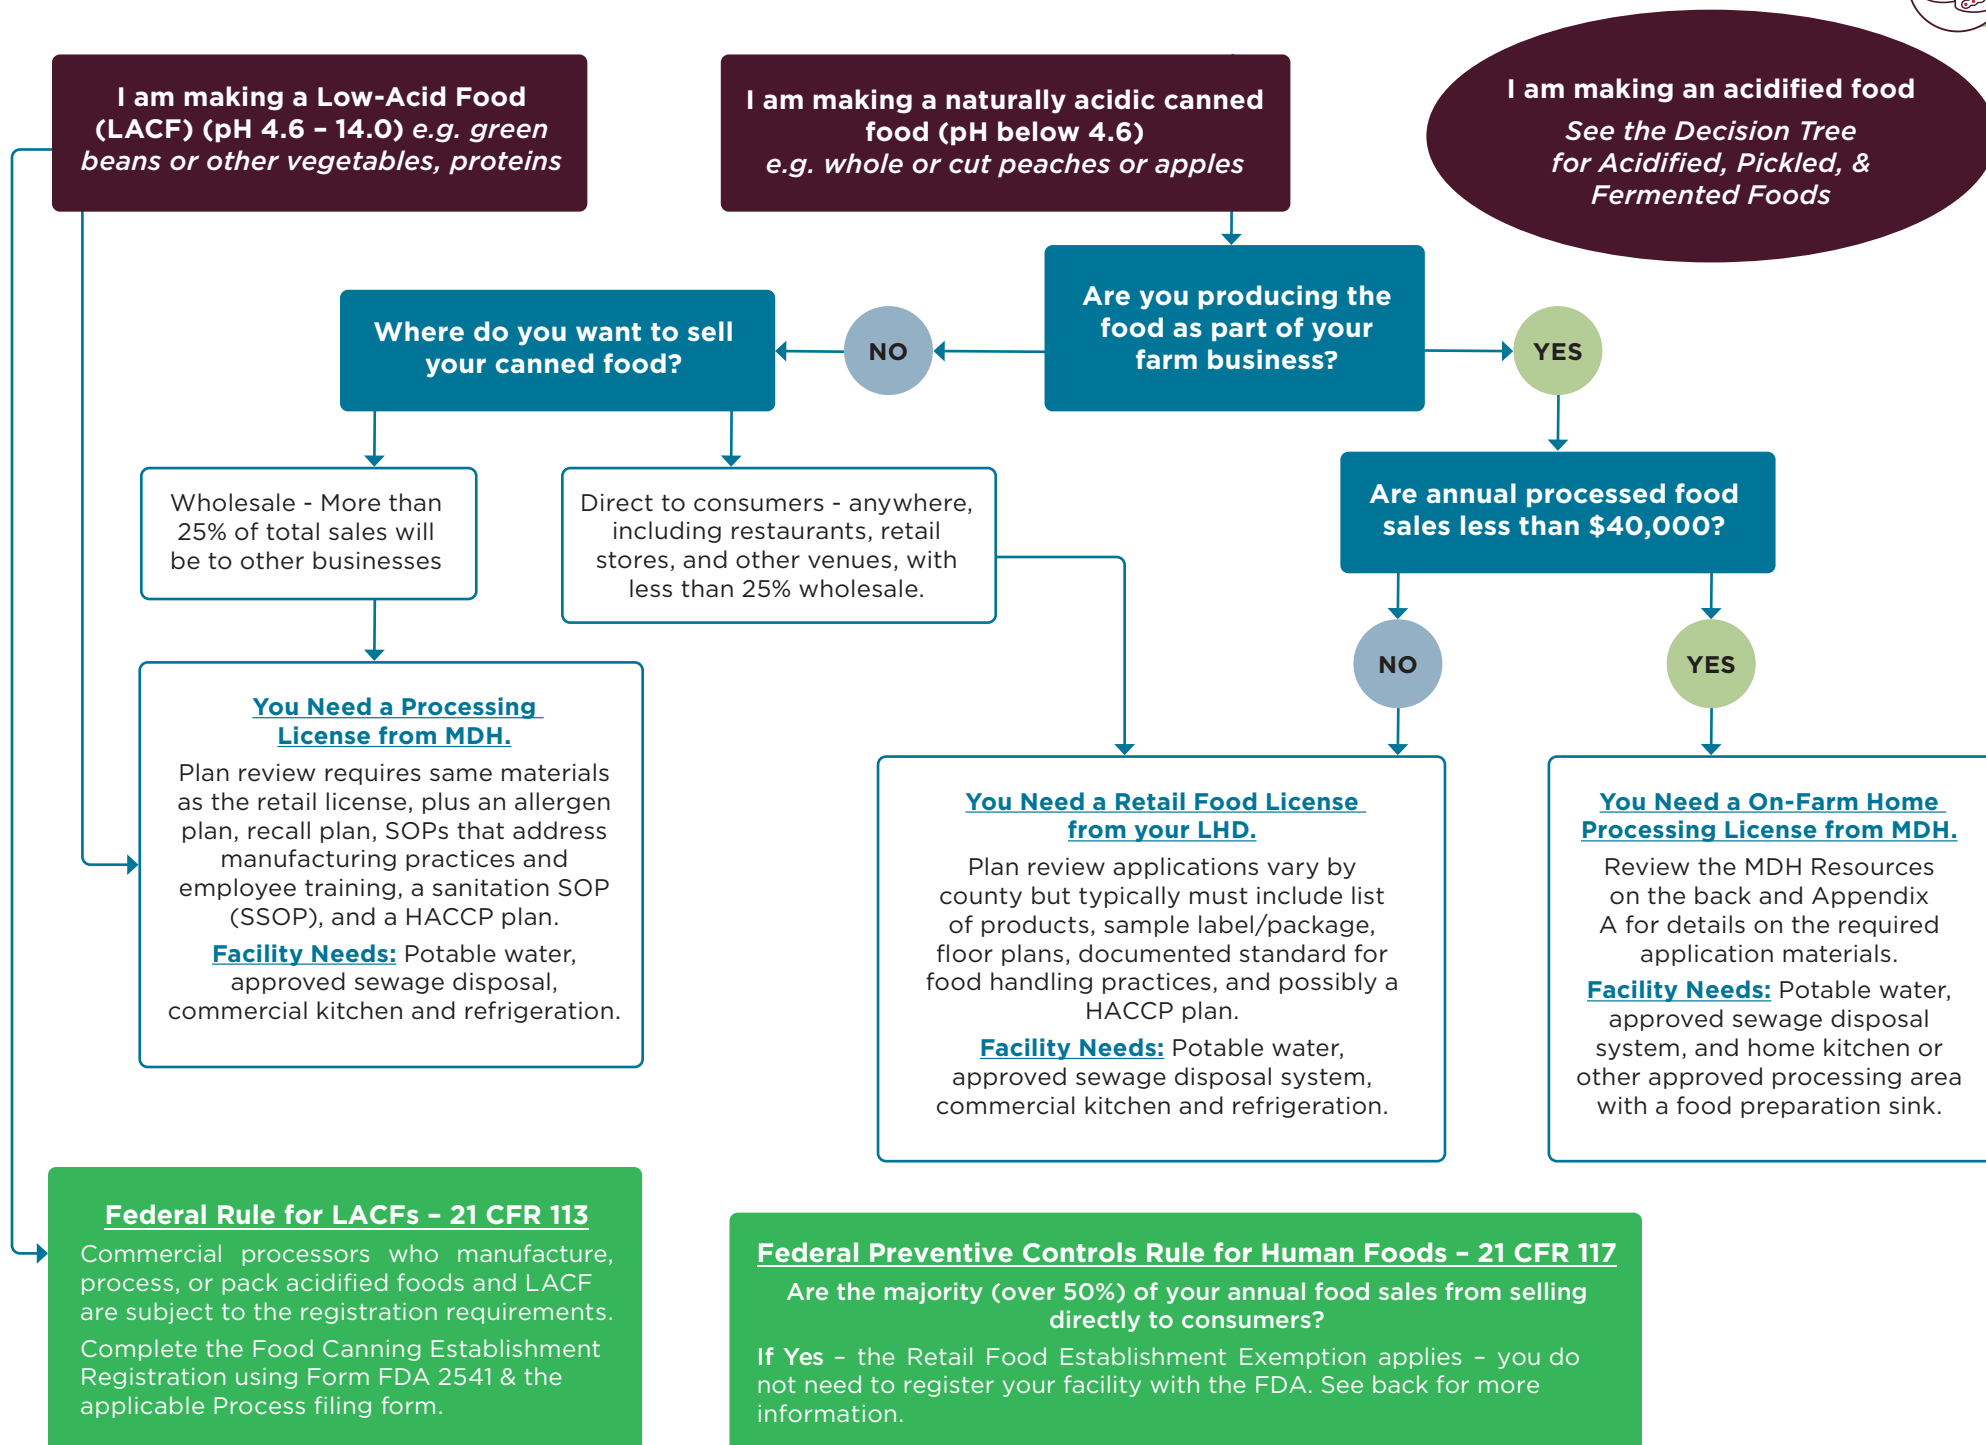 I am making a Low-Acid Food
(LACF) (pH 4.6 – 14.0) e.g. green
beans or other vegetables, proteins
I am making a naturally acidic canned
food (pH below 4.6)
e.g. whole or cut peaches or apples
I am making an acidified food
See the Decision Tree
for Acidified, Pickled, &
Fermented Foods
Are you producing the
food as part of your
farm business?
NO
YES
Where do you want to sell
your canned food?
Are annual processed food
sales less than $40,000?
Wholesale - More than
25% of total sales will
be to other businesses
Direct to consumers - anywhere,
including restaurants, retail
stores, and other venues, with
less than 25% wholesale.
NO
YES
You Need a Processing
License from MDH.
Plan review requires same materials
as the retail license, plus an allergen
plan, recall plan, SOPs that address
manufacturing practices and
employee training, a sanitation SOP
(SSOP), and a HACCP plan.
Facility Needs: Potable water,
approved sewage disposal,
commercial kitchen and refrigeration.
You Need a Retail Food License
from your LHD.
Plan review applications vary by
county but typically must include list
of products, sample label/package,
floor plans, documented standard for
food handling practices, and possibly a
HACCP plan.
Facility Needs: Potable water,
approved sewage disposal system,
commercial kitchen and refrigeration.
You Need a On-Farm Home
Processing License from MDH.
Review the MDH Resources
on the back and Appendix
A for details on the required
application materials.
Facility Needs: Potable water,
approved sewage disposal
system, and home kitchen or
other approved processing area
with a food preparation sink.
Federal Rule for LACFs – 21 CFR 113
Commercial processors who manufacture,
process, or pack acidified foods and LACF
are subject to the registration requirements.
Complete the Food Canning Establishment
Registration using Form FDA 2541 & the
applicable Process filing form.
Federal Preventive Controls Rule for Human Foods – 21 CFR 117
Are the majority (over 50%) of your annual food sales from selling
directly to consumers?
If Yes – the Retail Food Establishment Exemption applies – you do
not need to register your facility with the FDA. See back for more
information.